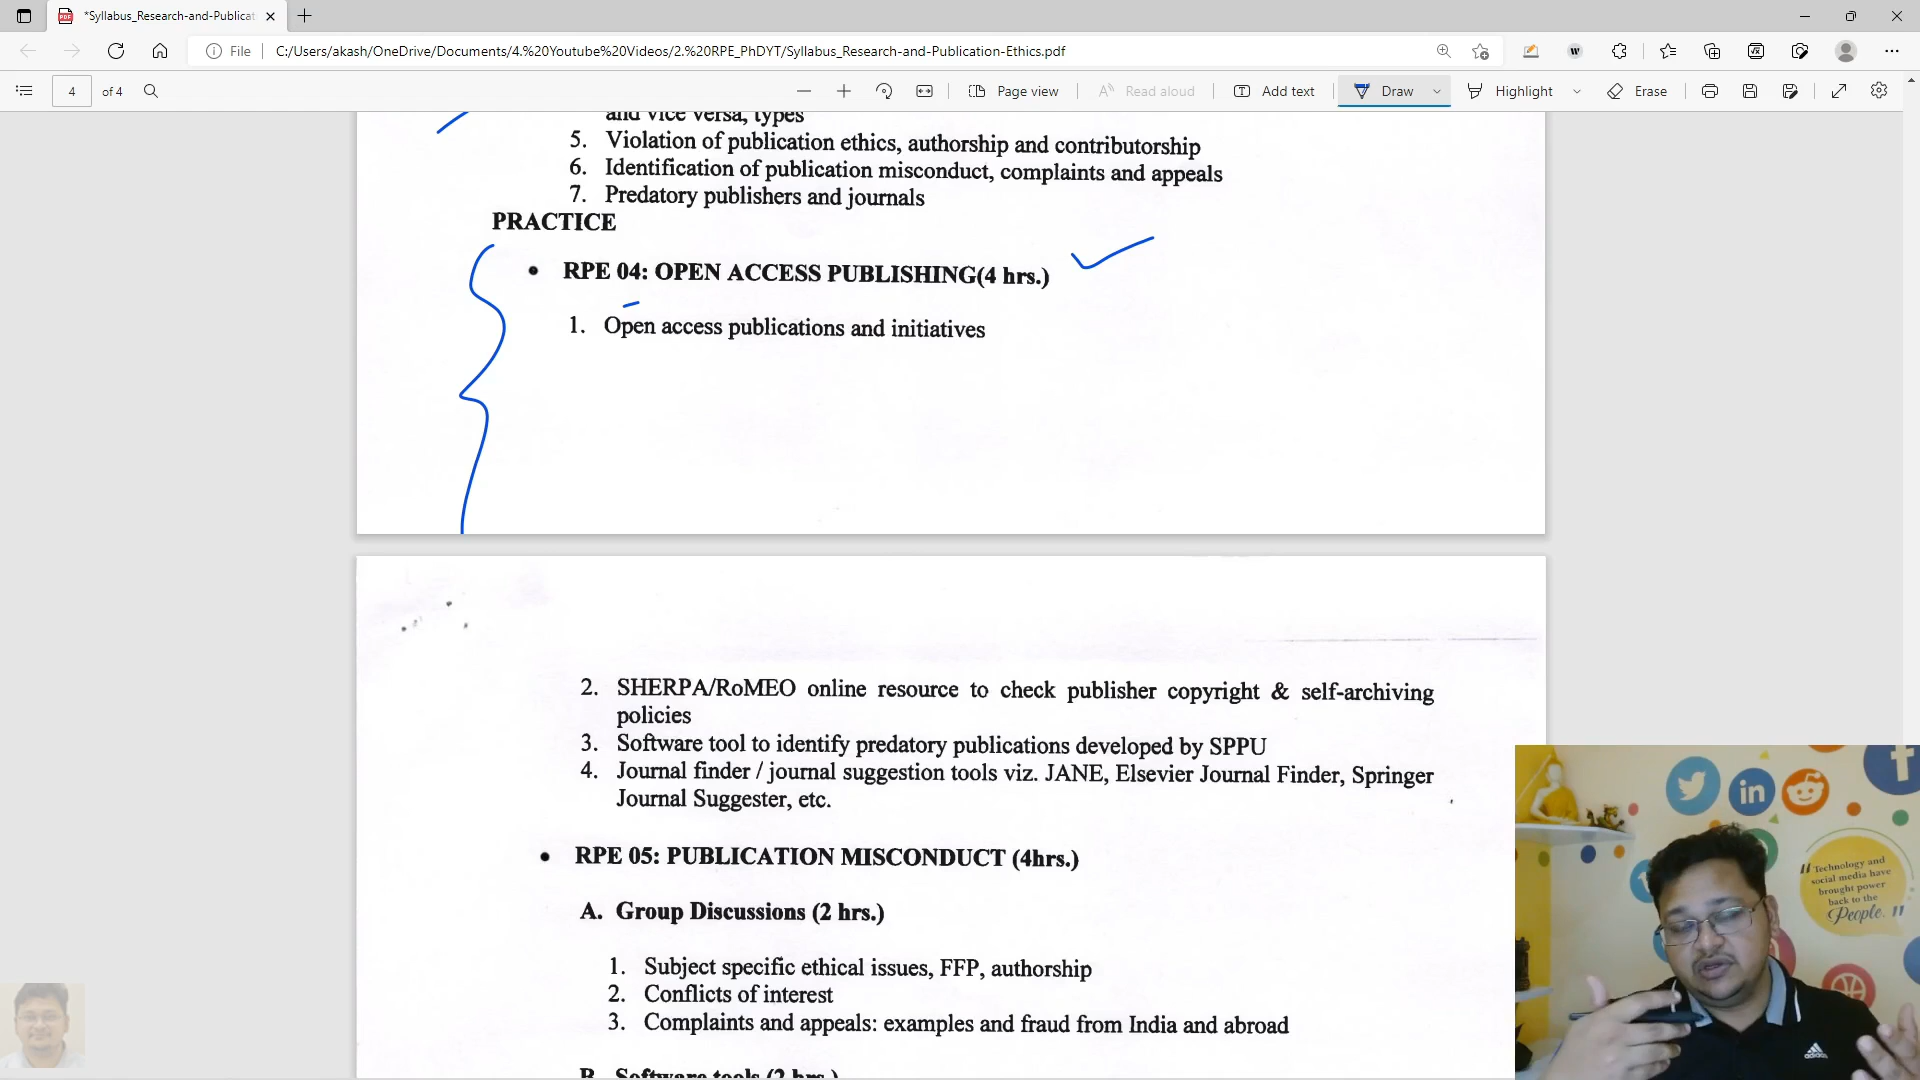 *Syllabus_Research-and-Publicat
File
C:/Users/akash/OneDrive/Documents/4.%20Youtube%20Videos/2.%20RPE_PhDYT/Syllabus_Research-and-Publication-Ethics.pdf
4 of 4
Page view
Read aloud
Add text
Draw
Highlight
Erase
and vice versa, types
5. Violation of publication ethics, authorship and contributorship
6. Identification of publication misconduct, complaints and appeals
7. Predatory publishers and journals
PRACTICE
• RPE 04: OPEN ACCESS PUBLISHING(4 hrs.)
1. Open access publications and initiatives
2. SHERPA/RoMEO online resource to check publisher copyright & self-archiving
policies
3. Software tool to identify predatory publications developed by SPPU
4. Journal finder / journal suggestion tools viz. JANE, Elsevier Journal Finder, Springer
Journal Suggester, etc.
• RPE 05: PUBLICATION MISCONDUCT (4hrs.)
A. Group Discussions (2 hrs.)
1. Subject specific ethical issues, FFP, authorship
2. Conflicts of interest
3. Complaints and appeals: examples and fraud from India and abroad
B. Software tools (2 hrs.)
" Technology and
social media have
brought power
back to the
People. "
adidas